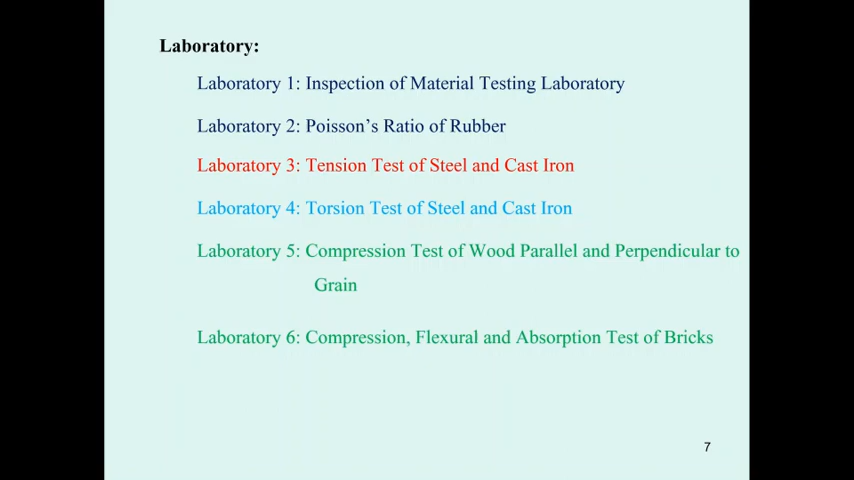 Laboratory:
Laboratory 1: Inspection of Material Testing Laboratory
Laboratory 2: Poisson’s Ratio of Rubber
Laboratory 3: Tension Test of Steel and Cast Iron
Laboratory 4: Torsion Test of Steel and Cast Iron
Laboratory 5: Compression Test of Wood Parallel and Perpendicular to
Grain
Laboratory 6: Compression, Flexural and Absorption Test of Bricks
7